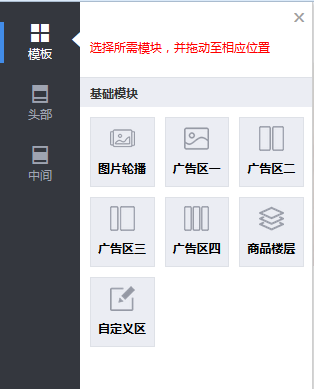 模板
头部
中间
选择所需模块，并拖动至相应位置
基础模块
图片轮播
广告区一
广告区二
广告区三
广告区四
商品楼层
自定义区